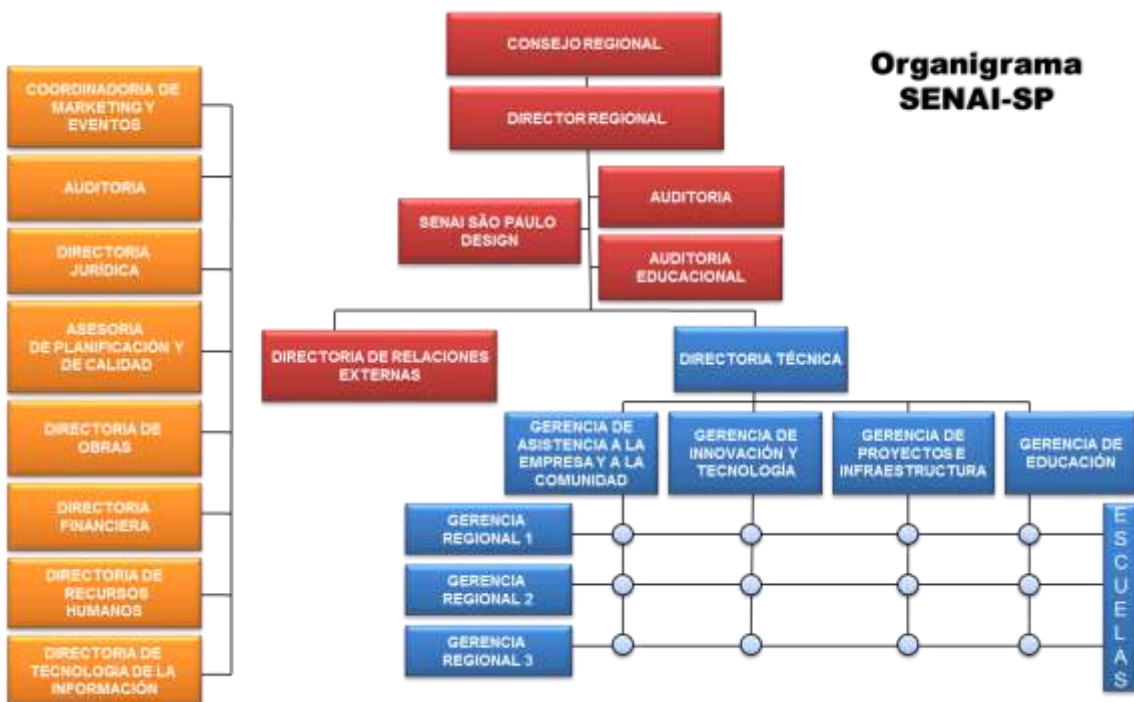 Organigrama
SENAI-SP
CONSEJO REGIONAL
DIRECTOR REGIONAL
AUDITORIA
SENAI SÃO PAULO
DESIGN
AUDITORIA
EDUCACIONAL
DIRECTORIA DE RELACIONES
EXTERNAS
DIRECTORIA TÉCNICA
GERENCIA DE
ASISTENCIA A LA
EMPRESA Y A LA
COMUNIDAD
GERENCIA DE
INNOVACIÓN Y
TECNOLOGÍA
GERENCIA DE
PROYECTOS E
INFRAESTRUCTURA
GERENCIA DE
EDUCACIÓN
GERENCIA
REGIONAL 1
GERENCIA
REGIONAL 2
GERENCIA
REGIONAL 3
ESCUELAS
COORDINADORIA DE
MARKETING Y
EVENTOS
AUDITORIA
DIRECTORIA
JURÍDICA
ASESORIA
DE PLANIFICACIÓN Y
DE CALIDAD
DIRECTORIA DE
OBRAS
DIRECTORIA
FINANCIERA
DIRECTORIA DE
RECURSOS
HUMANOS
DIRECTORIA DE
TECNOLOGIA DE LA
INFORMACIÓN